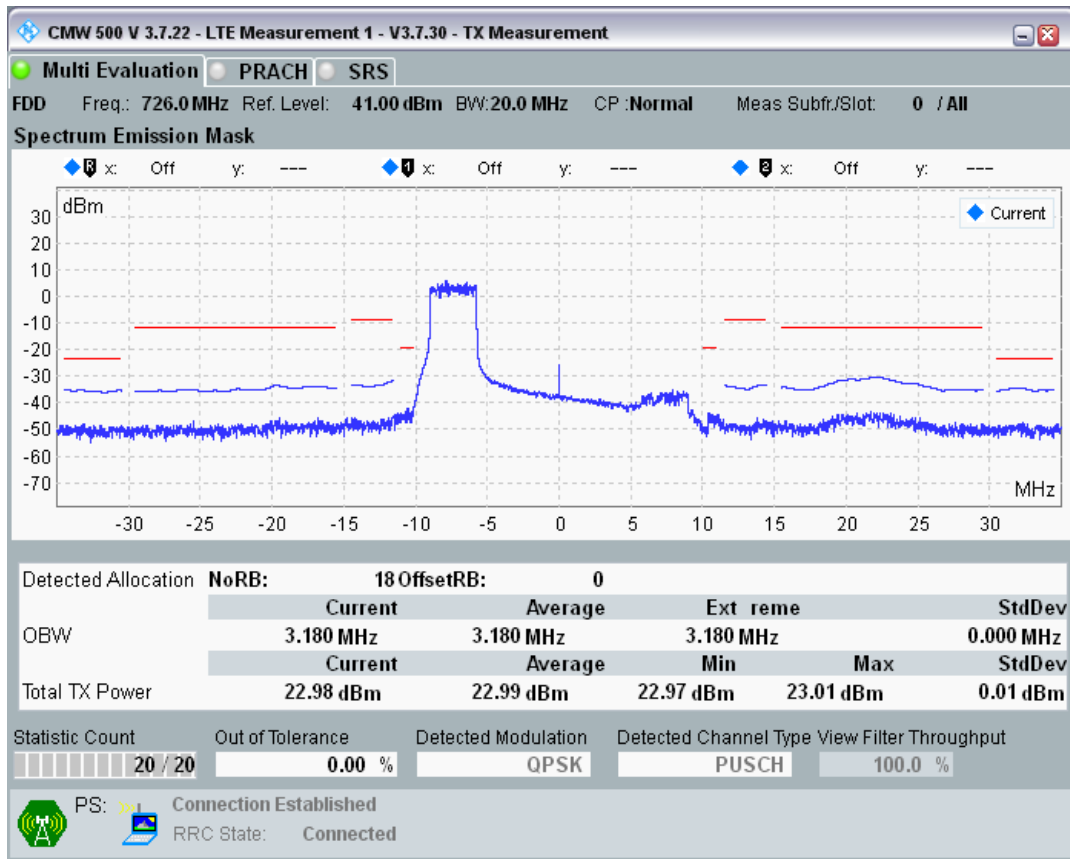 CMW 500 V 3.7.22 - LTE Measurement 1 - V3.7.30 - TX Measurement
Multi Evaluation PRACH SRS
FDD Freq.: 726.0 MHz Ref. Level: 41.00 dBm BW: 20.0 MHz CP : Normal Meas Subfr./Slot: 0 / All
Spectrum Emission Mask
R x: Off y: --- 1 x: Off y: --- 2 x: Off y: ---
dBm
Current
30
20
10
0
-10
-20
-30
-40
-50
-60
-70
MHz
-30 -25 -20 -15 -10 -5 0 5 10 15 20 25 30
Detected Allocation NoRB: 18 OffsetRB: 0
Current Average Ext reme StdDev
OBW 3.180 MHz 3.180 MHz 3.180 MHz 0.000 MHz
Current Average Min Max StdDev
Total TX Power 22.98 dBm 22.99 dBm 22.97 dBm 23.01 dBm 0.01 dBm
Statistic Count Out of Tolerance Detected Modulation Detected Channel Type View Filter Throughput
20 / 20 0.00 % QPSK PUSCH 100.0 %
PS: Connection Established
RRC State: Connected